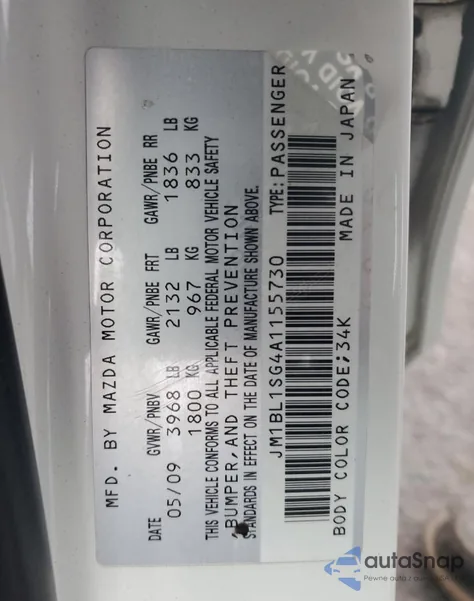 MFD. BY MAZDA MOTOR CORPORATION
DATE GVWR/PNBV GAWR/PNBE FRT GAWR/PNBE RR
05/09 3968 LB 2132 LB 1836 LB
1800 KG 967 KG 833 KG
THIS VEHICLE CONFORMS TO ALL APPLICABLE FEDERAL MOTOR VEHICLE SAFETY
BUMPER, AND THEFT PREVENTION
STANDARDS IN EFFECT ON THE DATE OF MANUFACTURE SHOWN ABOVE.
JM1BL1SG4A1155730 TYPE: PASSENGER
BODY COLOR CODE;34K MADE IN JAPAN
autaSnap
Pewne auto z